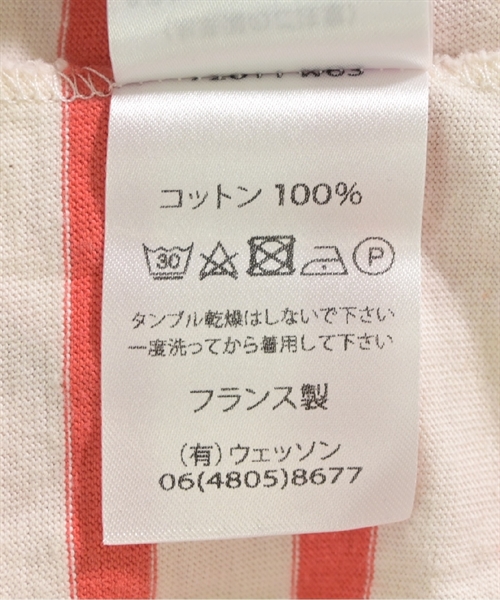 コットン 100%
30 P
タンブル乾燥はしないで下さい
一度洗ってから着用して下さい
フランス製
(有)ウェッソン
06(4805)8677